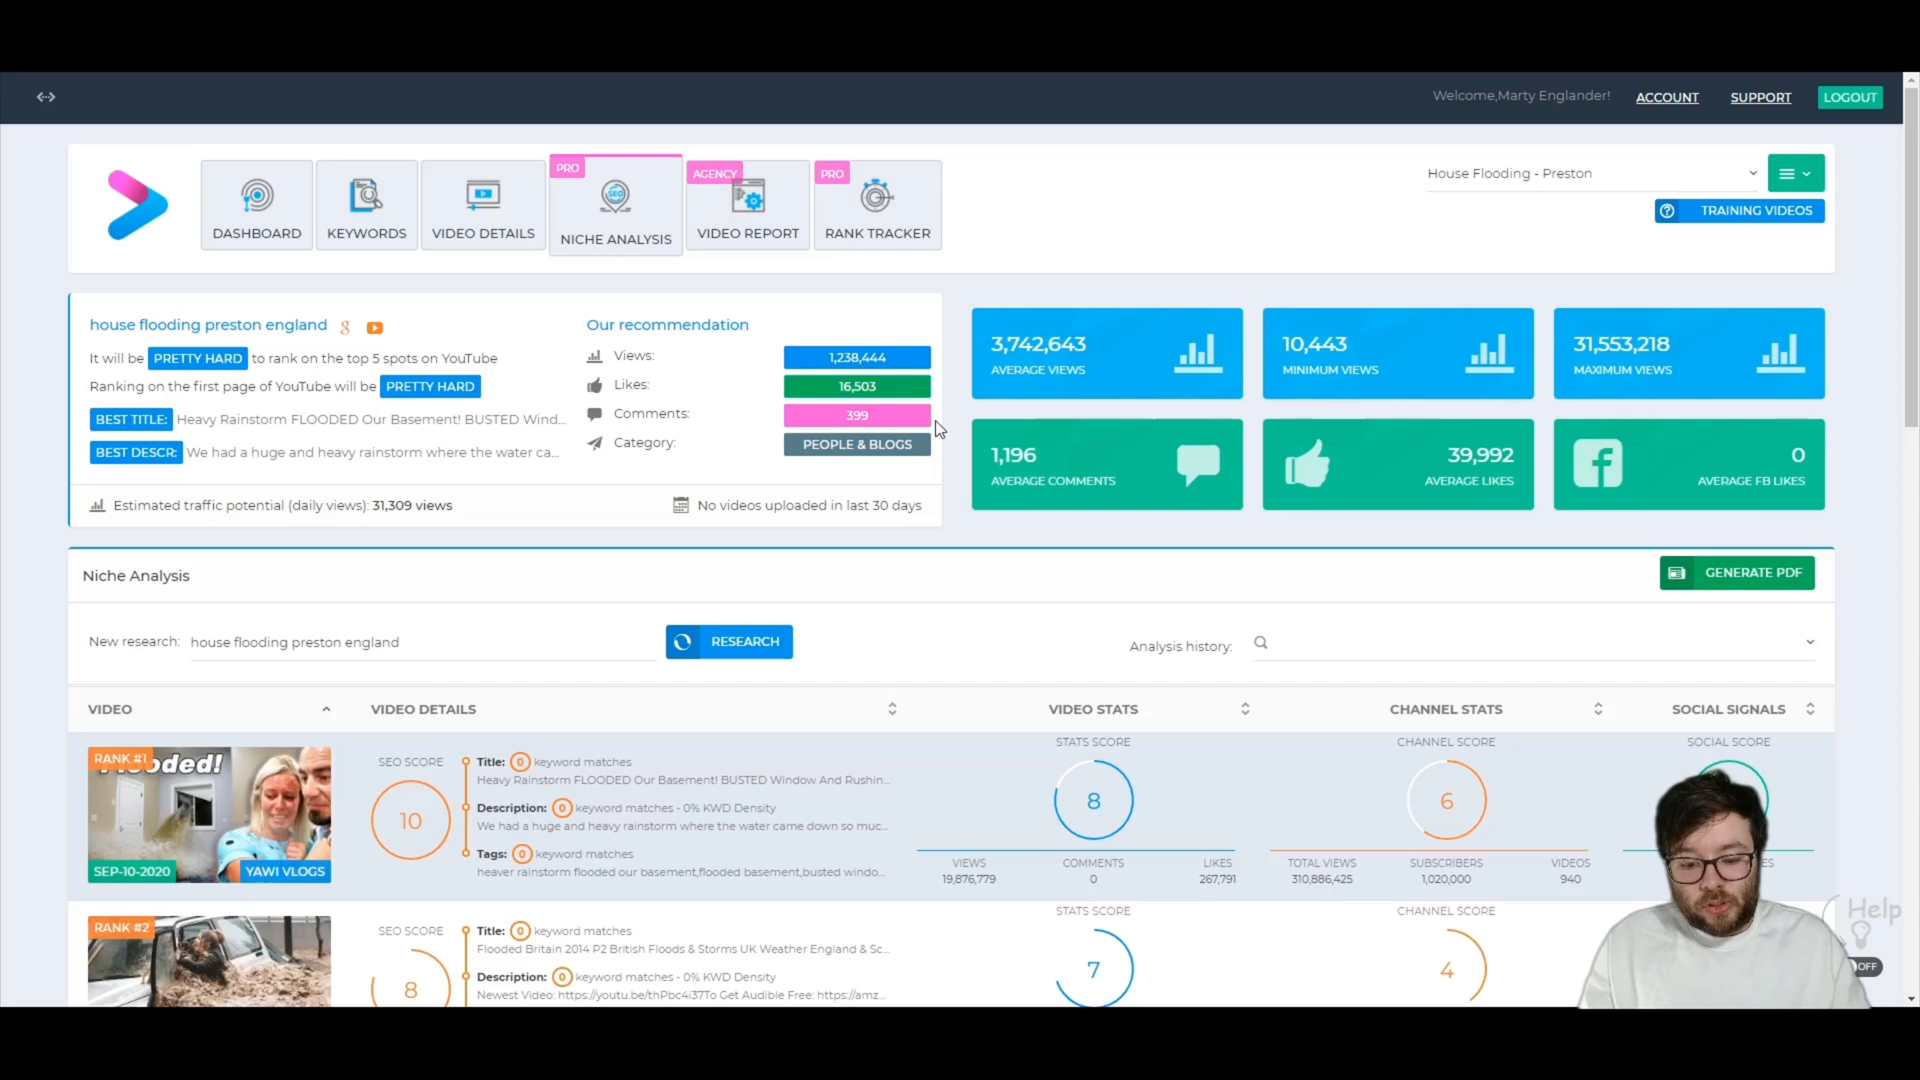 Welcome,Marty Englander!
ACCOUNT
SUPPORT
LOGOUT
DASHBOARD
KEYWORDS
VIDEO DETAILS
PRO
NICHE ANALYSIS
AGENCY
VIDEO REPORT
PRO
RANK TRACKER
House Flooding - Preston
TRAINING VIDEOS
house flooding preston england
It will be PRETTY HARD to rank on the top 5 spots on YouTube
Ranking on the first page of YouTube will be PRETTY HARD
BEST TITLE: Heavy Rainstorm FLOODED Our Basement! BUSTED Wind...
BEST DESCR: We had a huge and heavy rainstorm where the water ca...
Our recommendation
Views: 1,238,444
Likes: 16,503
Comments: 399
Category: PEOPLE & BLOGS
Estimated traffic potential (daily views): 31,309 views
No videos uploaded in last 30 days
3,742,643
AVERAGE VIEWS
10,443
MINIMUM VIEWS
31,553,218
MAXIMUM VIEWS
1,196
AVERAGE COMMENTS
39,992
AVERAGE LIKES
0
AVERAGE FB LIKES
Niche Analysis
GENERATE PDF
New research: house flooding preston england
RESEARCH
Analysis history:
VIDEO
VIDEO DETAILS
VIDEO STATS
CHANNEL STATS
SOCIAL SIGNALS
RANK #1
SEP-10-2020
YAWI VLOGS
SEO SCORE
10
Title: 0 keyword matches
Heavy Rainstorm FLOODED Our Basement! BUSTED Window And Rushin...
Description: 0 keyword matches - 0% KWD Density
We had a huge and heavy rainstorm where the water came down so muc...
Tags: 0 keyword matches
heaver rainstorm flooded our basement,flooded basement,busted windo...
STATS SCORE
8
VIEWS
19,876,779
COMMENTS
0
LIKES
267,791
CHANNEL SCORE
6
TOTAL VIEWS
310,886,425
SUBSCRIBERS
1,020,000
VIDEOS
940
SOCIAL SCORE
RANK #2
SEO SCORE
8
Title: 0 keyword matches
Flooded Britain 2014 P2 British Floods & Storms UK Weather England & Sc...
Description: 0 keyword matches - 0% KWD Density
Newest Video: https://youtu.be/thPbc4i37To Get Audible Free: https://amz...
STATS SCORE
7
CHANNEL SCORE
4
Help
OFF